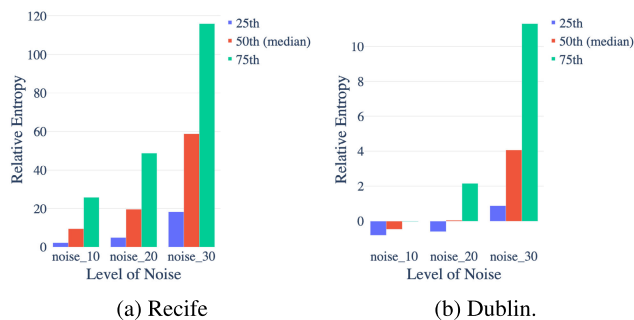 120
100
80
60
40
20
0
Relative Entropy
noise_10 noise_20 noise_30
Level of Noise
25th
50th (median)
75th
(a) Recife
10
8
6
4
2
0
Relative Entropy
noise_10 noise_20 noise_30
Level of Noise
25th
50th (median)
75th
(b) Dublin.